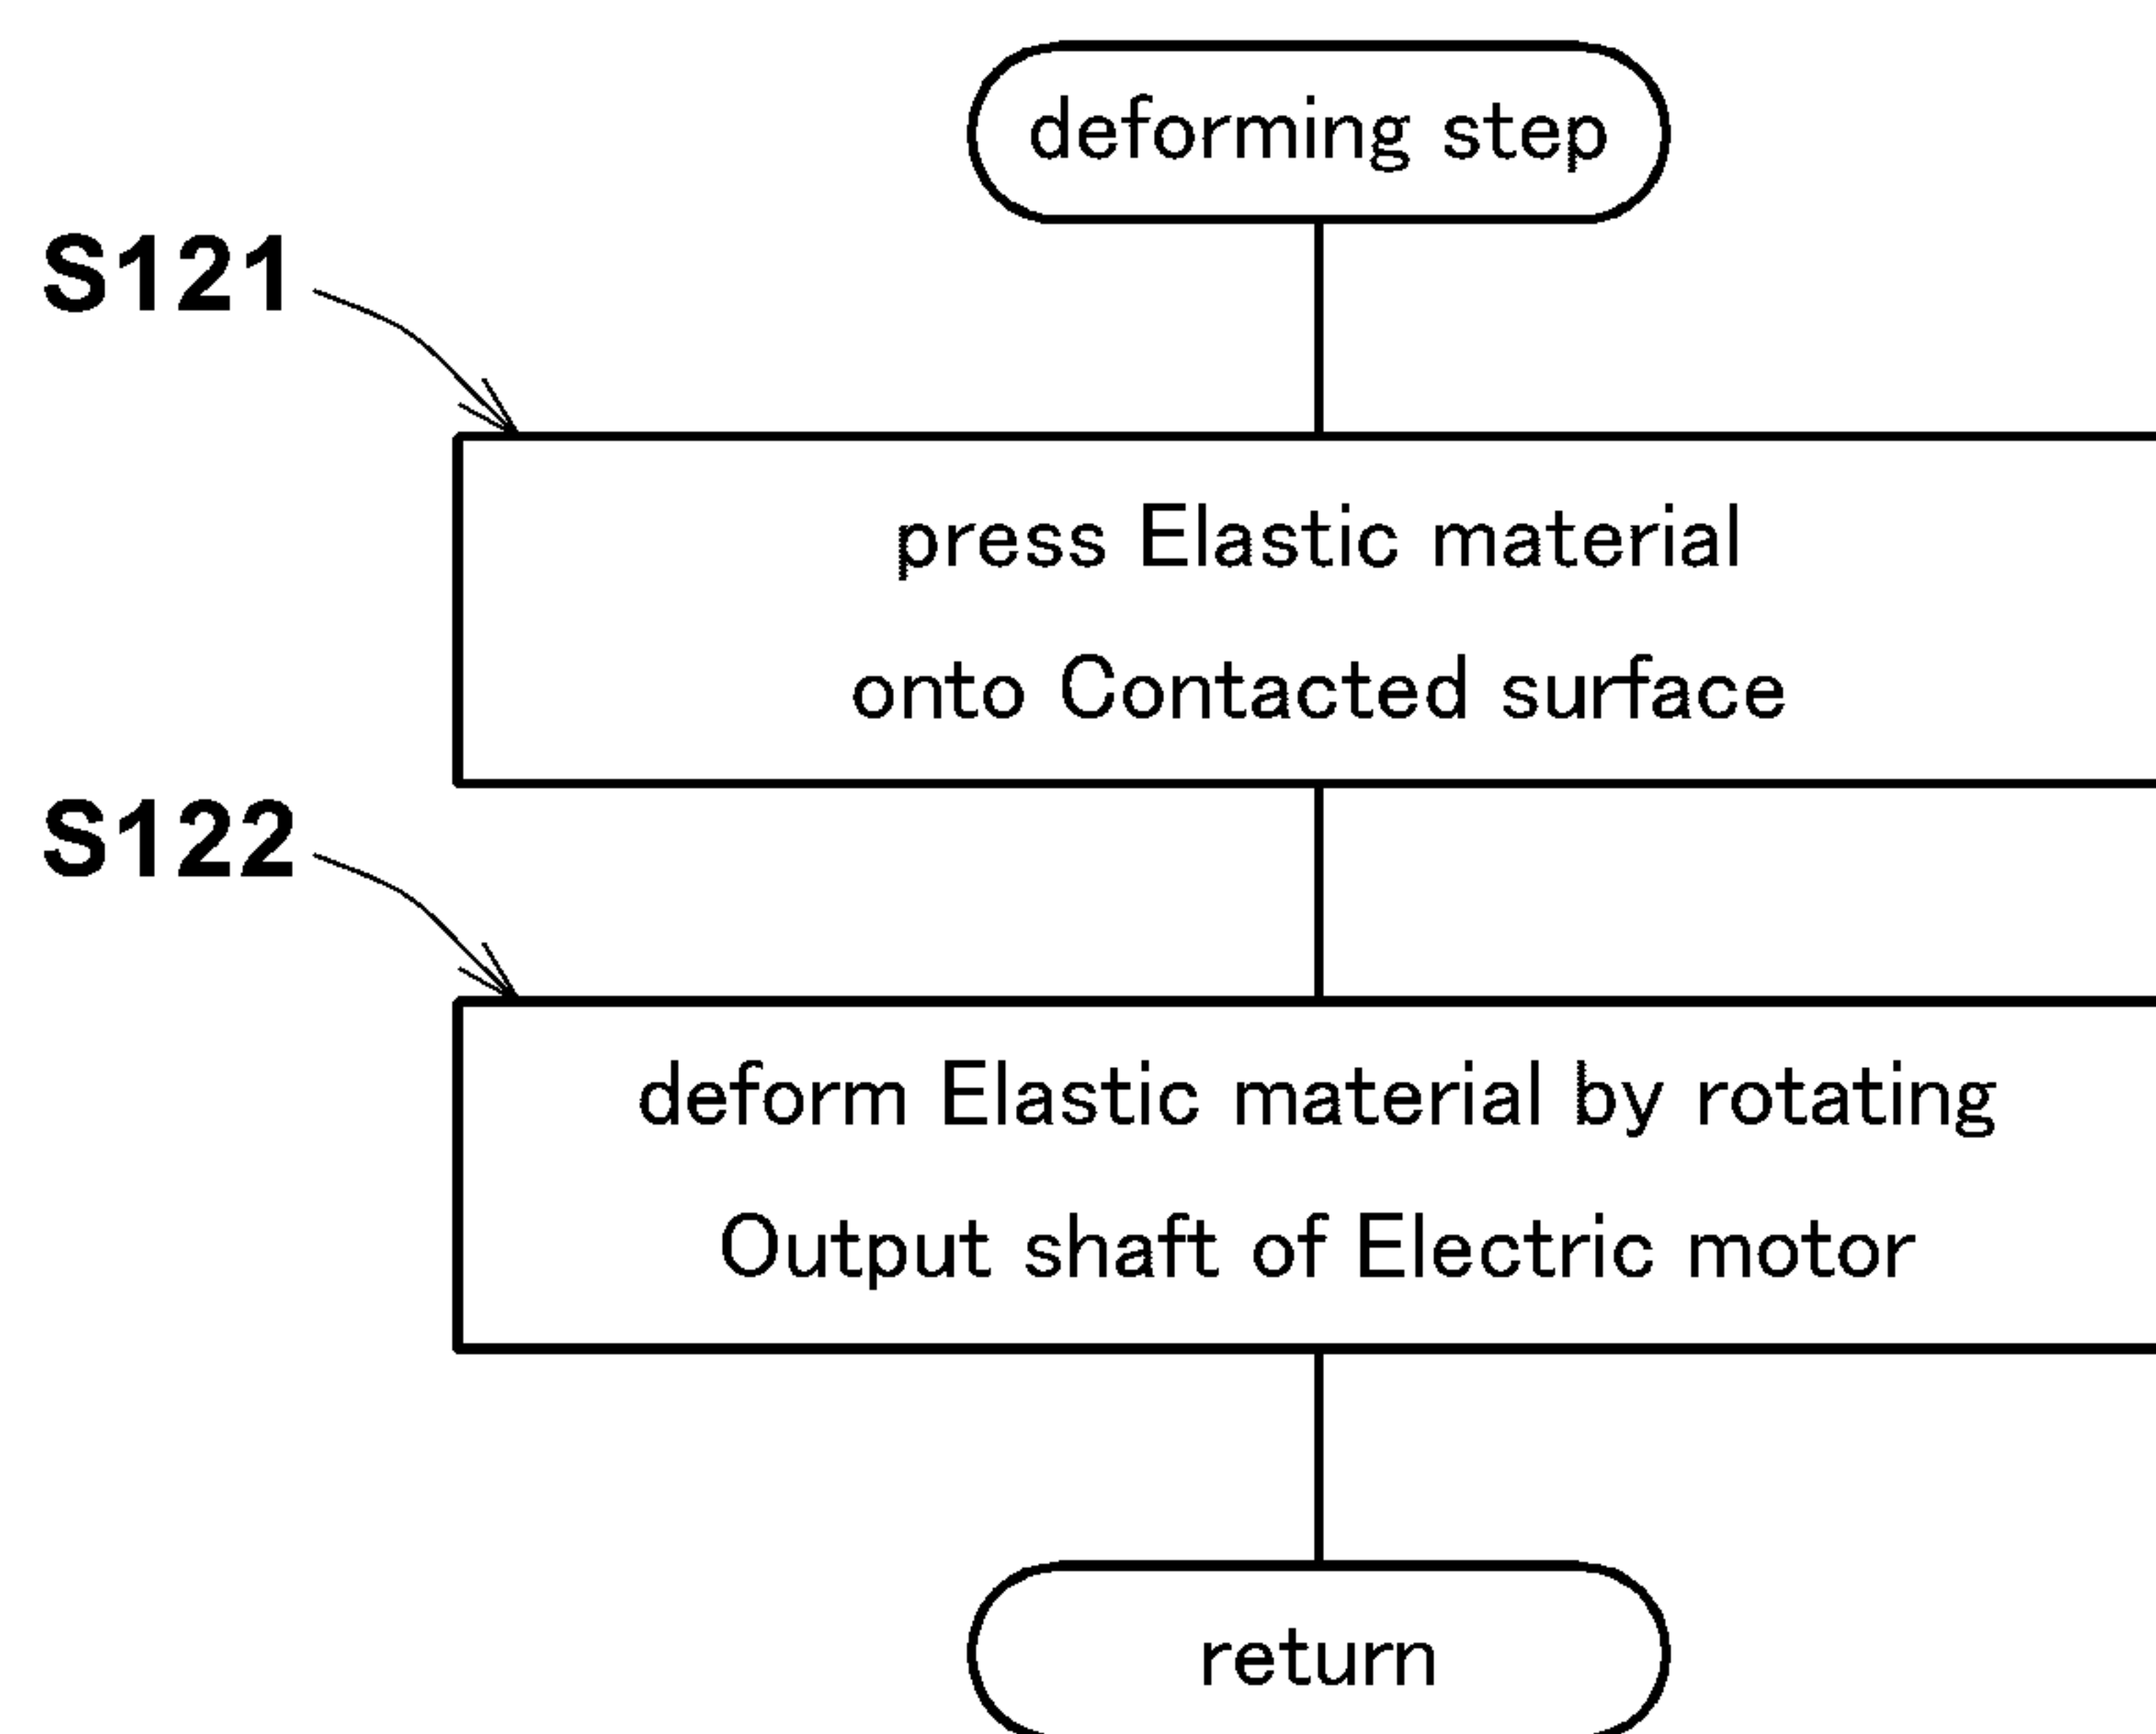 deforming step
S121
press Elastic material
onto Contacted surface
S122
deform Elastic material by rotating
Output shaft of Electric motor
return